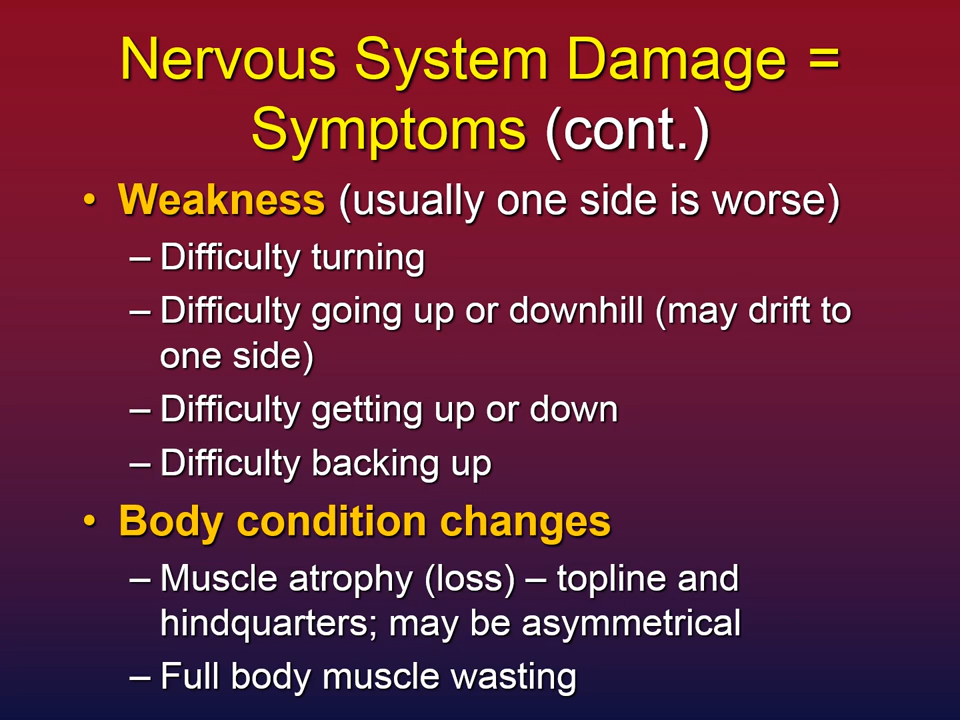 Nervous System Damage =
Symptoms (cont.)
• Weakness (usually one side is worse)
– Difficulty turning
– Difficulty going up or downhill (may drift to
one side)
– Difficulty getting up or down
– Difficulty backing up
• Body condition changes
– Muscle atrophy (loss) – topline and
hindquarters; may be asymmetrical
– Full body muscle wasting